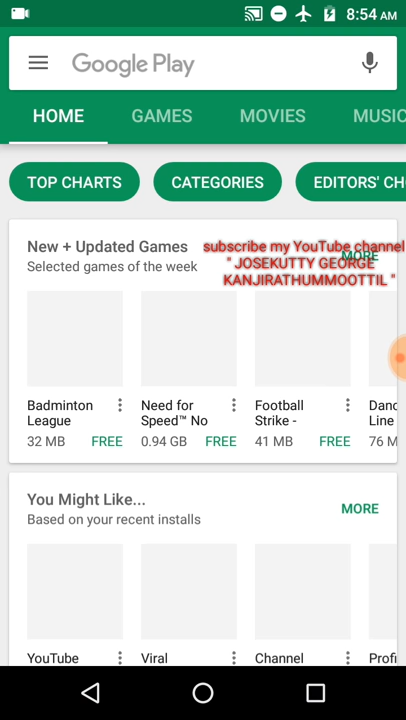 8:54 AM
Google Play
HOME GAMES MOVIES MUSIC
TOP CHARTS CATEGORIES EDITORS' CH
New + Updated Games
Selected games of the week
MORE
subscribe my YouTube channel
" JOSEKUTTY GEORGE
KANJIRATHUMMOOTTIL "
Badminton League
32 MB FREE
Need for Speed™ No
0.94 GB FREE
Football Strike -
41 MB FREE
Danc
Line
76 M
You Might Like...
Based on your recent installs
MORE
YouTube Viral Channel Profi